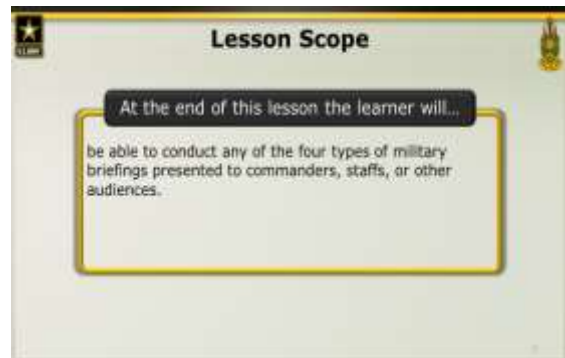 Lesson Scope
At the end of this lesson the learner will...
be able to conduct any of the four types of military
briefings presented to commanders, staffs, or other
audiences.